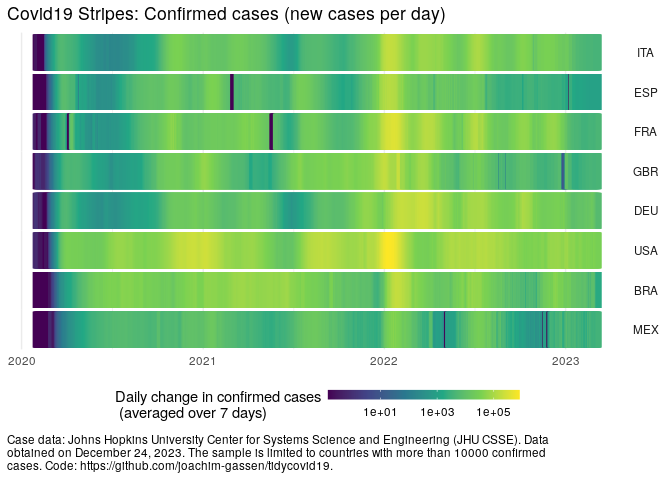 Covid19 Stripes: Confirmed cases (new cases per day)
ITA
ESP
FRA
GBR
DEU
USA
BRA
MEX
2020 2021 2022 2023
Daily change in confirmed cases
(averaged over 7 days)
1e+01 1e+03 1e+05
Case data: Johns Hopkins University Center for Systems Science and Engineering (JHU CSSE). Data
obtained on December 24, 2023. The sample is limited to countries with more than 10000 confirmed
cases. Code: https://github.com/joachim-gassen/tidycovid19.